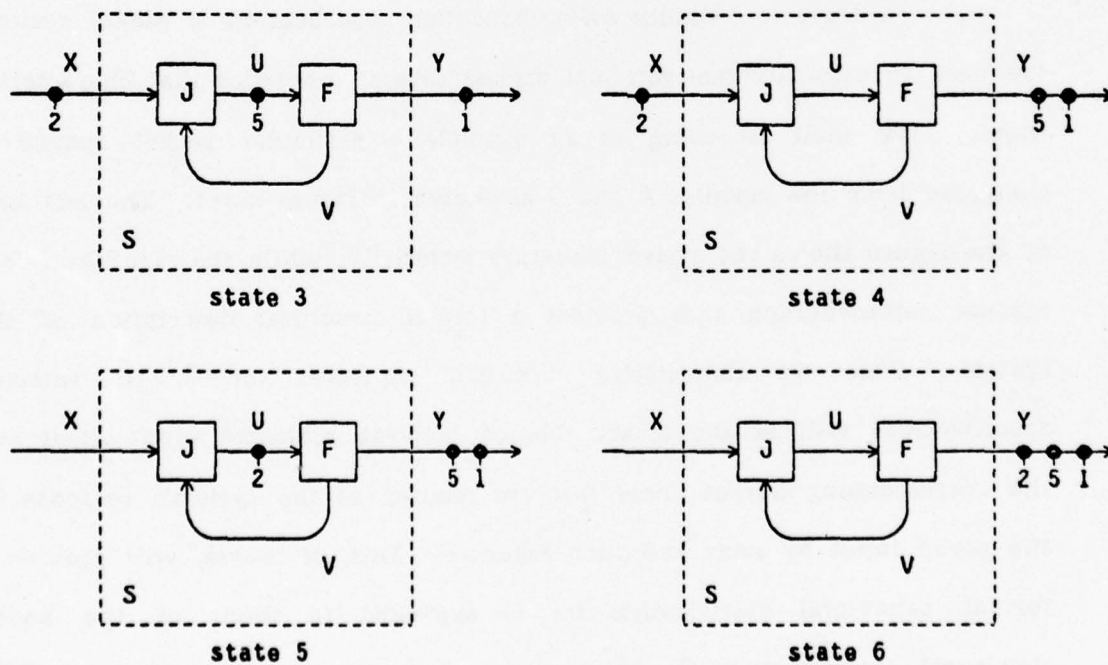 X U Y
J F
2 5 1
V
S
state 3
X U Y
J F
2 5 1
V
S
state 4
X U Y
J F
2 5 1
V
S
state 5
X U Y
J F
2 5 1
V
S
state 6